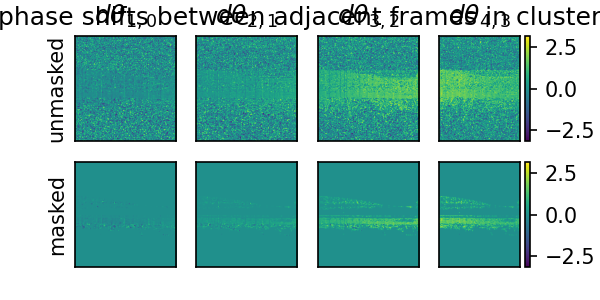 phase shifts between adjacent frames in cluster
dθ1,0 dθ2,1 dθ3,2 dθ4,3
unmasked
2.5
0.0
−2.5
masked
2.5
0.0
−2.5